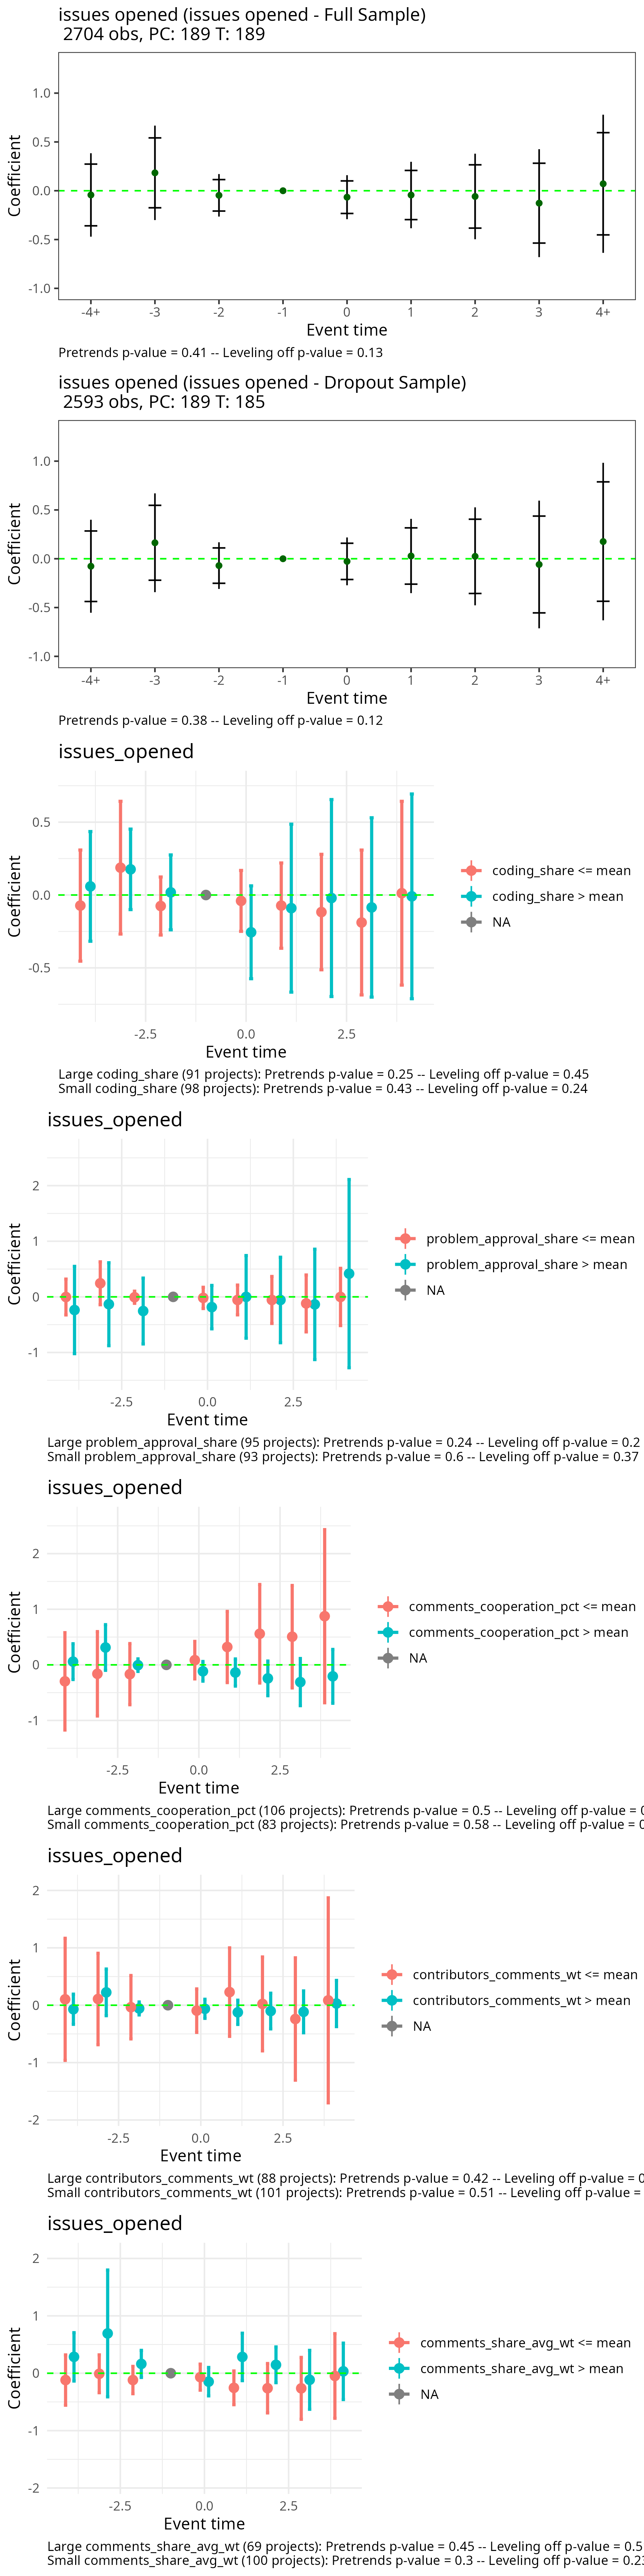 issues opened (issues opened - Full Sample)
2704 obs, PC: 189 T: 189
1.0
0.5
0.0
-0.5
-1.0
Coefficient
-4+ -3 -2 -1 0 1 2 3 4+
Event time
Pretrends p-value = 0.41 -- Leveling off p-value = 0.13
issues opened (issues opened - Dropout Sample)
2593 obs, PC: 189 T: 185
1.0
0.5
0.0
-0.5
-1.0
Coefficient
-4+ -3 -2 -1 0 1 2 3 4+
Event time
Pretrends p-value = 0.38 -- Leveling off p-value = 0.12
issues_opened
0.5
0.0
-0.5
Coefficient
-2.5 0.0 2.5
Event time
coding_share <= mean
coding_share > mean
NA
Large coding_share (91 projects): Pretrends p-value = 0.25 -- Leveling off p-value = 0.45
Small coding_share (98 projects): Pretrends p-value = 0.43 -- Leveling off p-value = 0.24
issues_opened
2
1
0
-1
Coefficient
-2.5 0.0 2.5
Event time
problem_approval_share <= mean
problem_approval_share > mean
NA
Large problem_approval_share (95 projects): Pretrends p-value = 0.24 -- Leveling off p-value = 0.2
Small problem_approval_share (93 projects): Pretrends p-value = 0.6 -- Leveling off p-value = 0.37
issues_opened
2
1
0
-1
Coefficient
-2.5 0.0 2.5
Event time
comments_cooperation_pct <= mean
comments_cooperation_pct > mean
NA
Large comments_cooperation_pct (106 projects): Pretrends p-value = 0.5 -- Leveling off p-value =
Small comments_cooperation_pct (83 projects): Pretrends p-value = 0.58 -- Leveling off p-value =
issues_opened
2
1
0
-1
-2
Coefficient
-2.5 0.0 2.5
Event time
contributors_comments_wt <= mean
contributors_comments_wt > mean
NA
Large contributors_comments_wt (88 projects): Pretrends p-value = 0.42 -- Leveling off p-value =
Small contributors_comments_wt (101 projects): Pretrends p-value = 0.51 -- Leveling off p-value =
issues_opened
2
1
0
-1
-2
Coefficient
-2.5 0.0 2.5
Event time
comments_share_avg_wt <= mean
comments_share_avg_wt > mean
NA
Large comments_share_avg_wt (69 projects): Pretrends p-value = 0.45 -- Leveling off p-value =
Small comments_share_avg_wt (100 projects): Pretrends p-value = 0.3 -- Leveling off p-value =